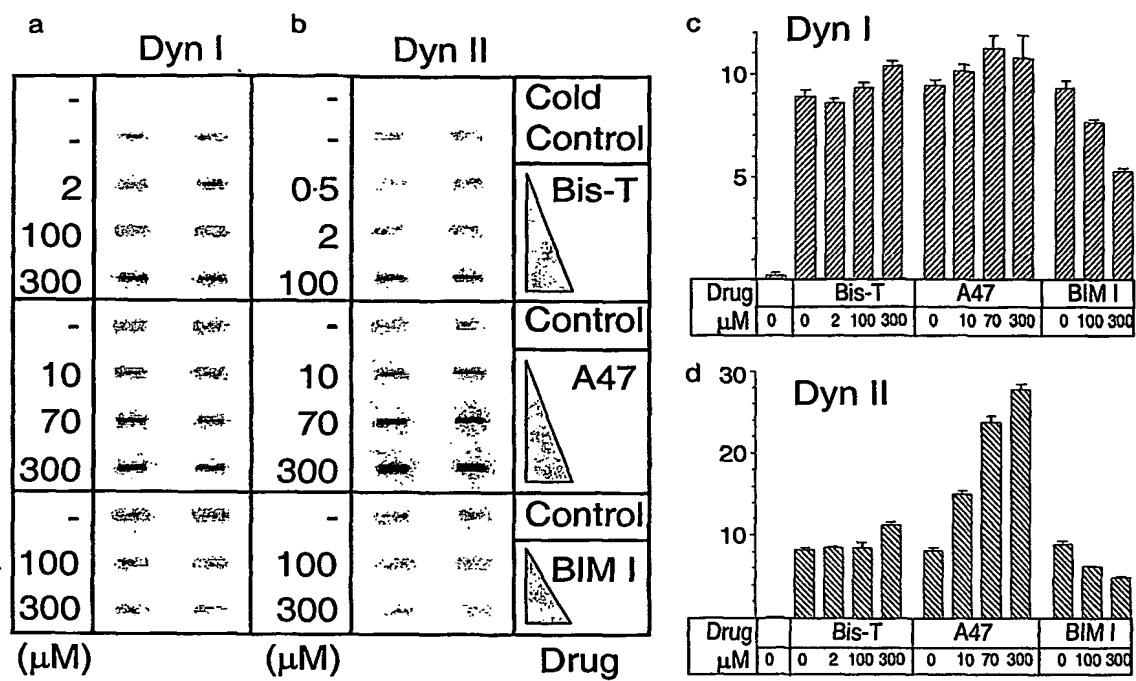 a
b
Dyn I
Dyn II
-
-
Cold
-
-
Control
2
0·5
Bis-T
100
2
300
100
-
-
Control
10
10
A47
70
70
300
300
-
-
Control
100
100
BIM I
300
300
(μM)
(μM)
Drug
c
Dyn I
10
5
Drug Bis-T A47 BIM I
μM 0 0 2 100 300 0 10 70 300 0 100 300
d
Dyn II
30
20
10
Drug Bis-T A47 BIM I
μM 0 0 2 100 300 0 10 70 300 0 100 300